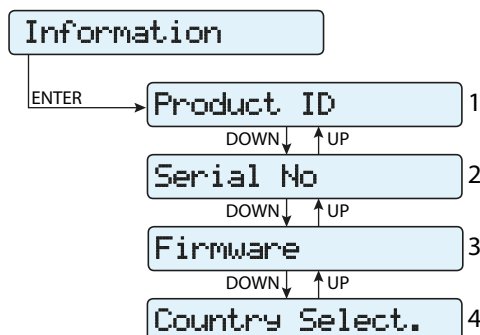 Information
ENTER
Product ID 1
DOWN UP
Serial No 2
DOWN UP
Firmware 3
DOWN UP
Country Select. 4